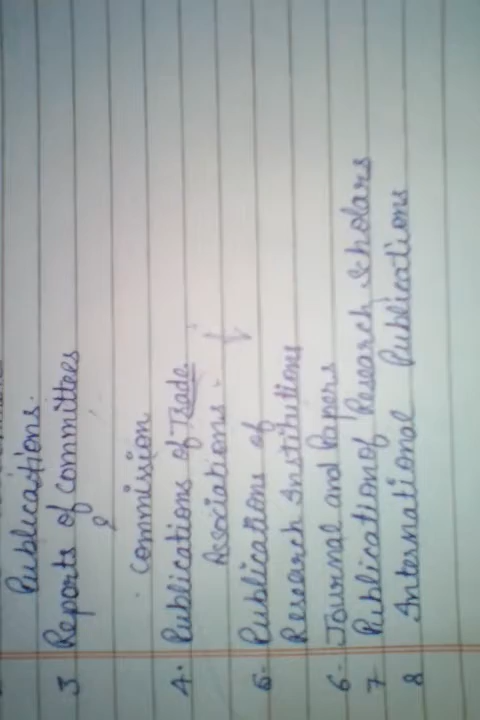 Publications.
3 Reports of committees
&
Commission
4. Publications of Trade
Associations.
5. Publications of
Research Institutions
6. Journal and Papers
7 Publication of Research Scholars
8 International Publications